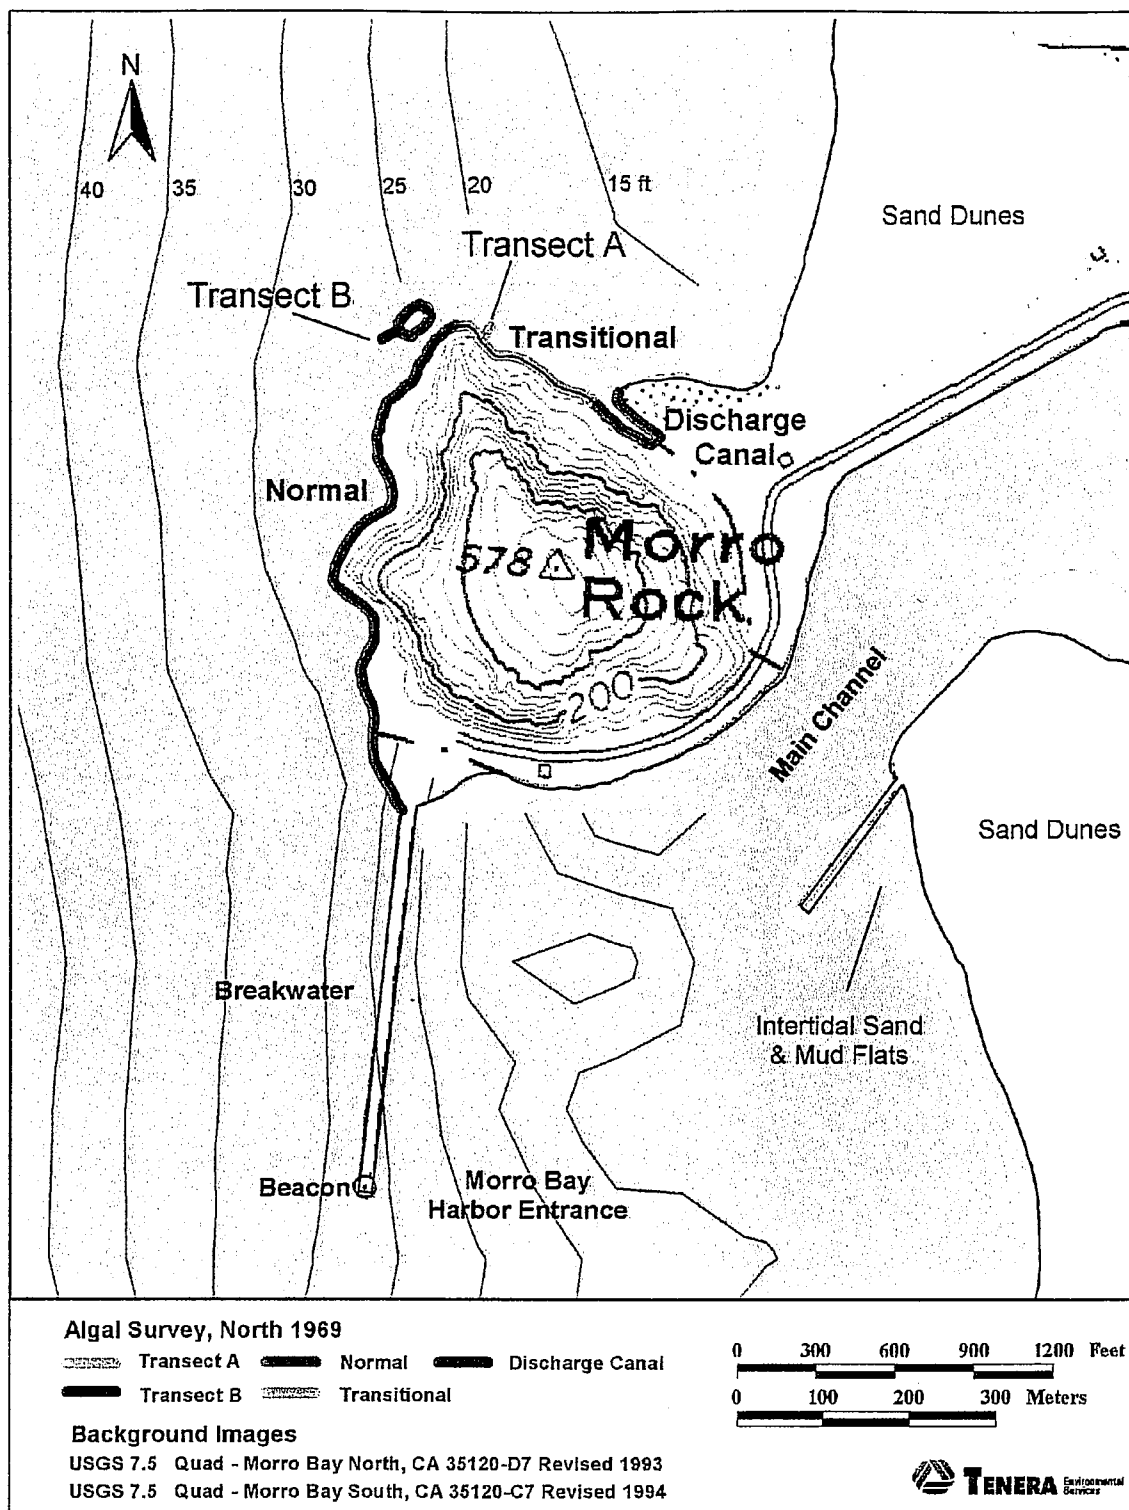 N
40
35
30
25
20
15 ft
Sand Dunes
Transect A
Transect B
Transitional
Discharge
Canal
Normal
578
Morro
Rock
200
Main Channel
Sand Dunes
Breakwater
Intertidal Sand
& Mud Flats
Beacon
Morro Bay
Harbor Entrance
Algal Survey, North 1969
Transect A Normal Discharge Canal
Transect B Transitional
0 300 600 900 1200 Feet
0 100 200 300 Meters
Background Images
USGS 7.5 Quad - Morro Bay North, CA 35120-D7 Revised 1993
USGS 7.5 Quad - Morro Bay South, CA 35120-C7 Revised 1994
TENERA Environmental
Services